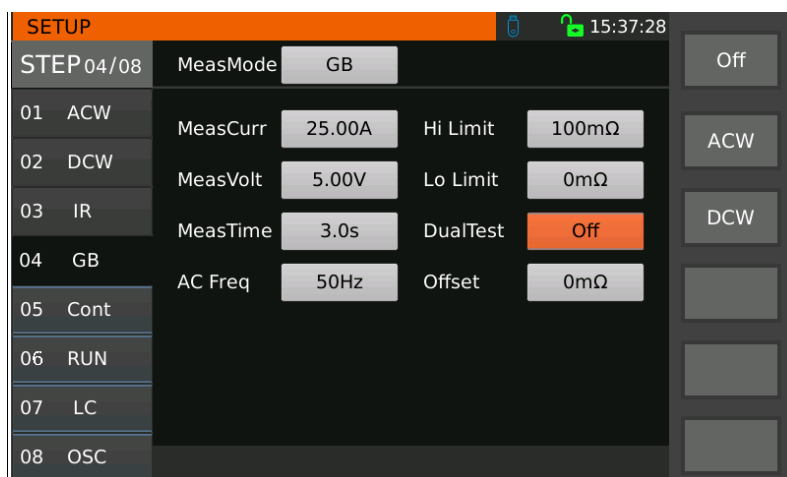 SETUP
15:37:28
STEP 04/08
MeasMode
GB
01 ACW
02 DCW
03 IR
04 GB
05 Cont
06 RUN
07 LC
08 OSC
MeasCurr
25.00A
Hi Limit
100mΩ
MeasVolt
5.00V
Lo Limit
0mΩ
MeasTime
3.0s
DualTest
Off
AC Freq
50Hz
Offset
0mΩ
Off
ACW
DCW